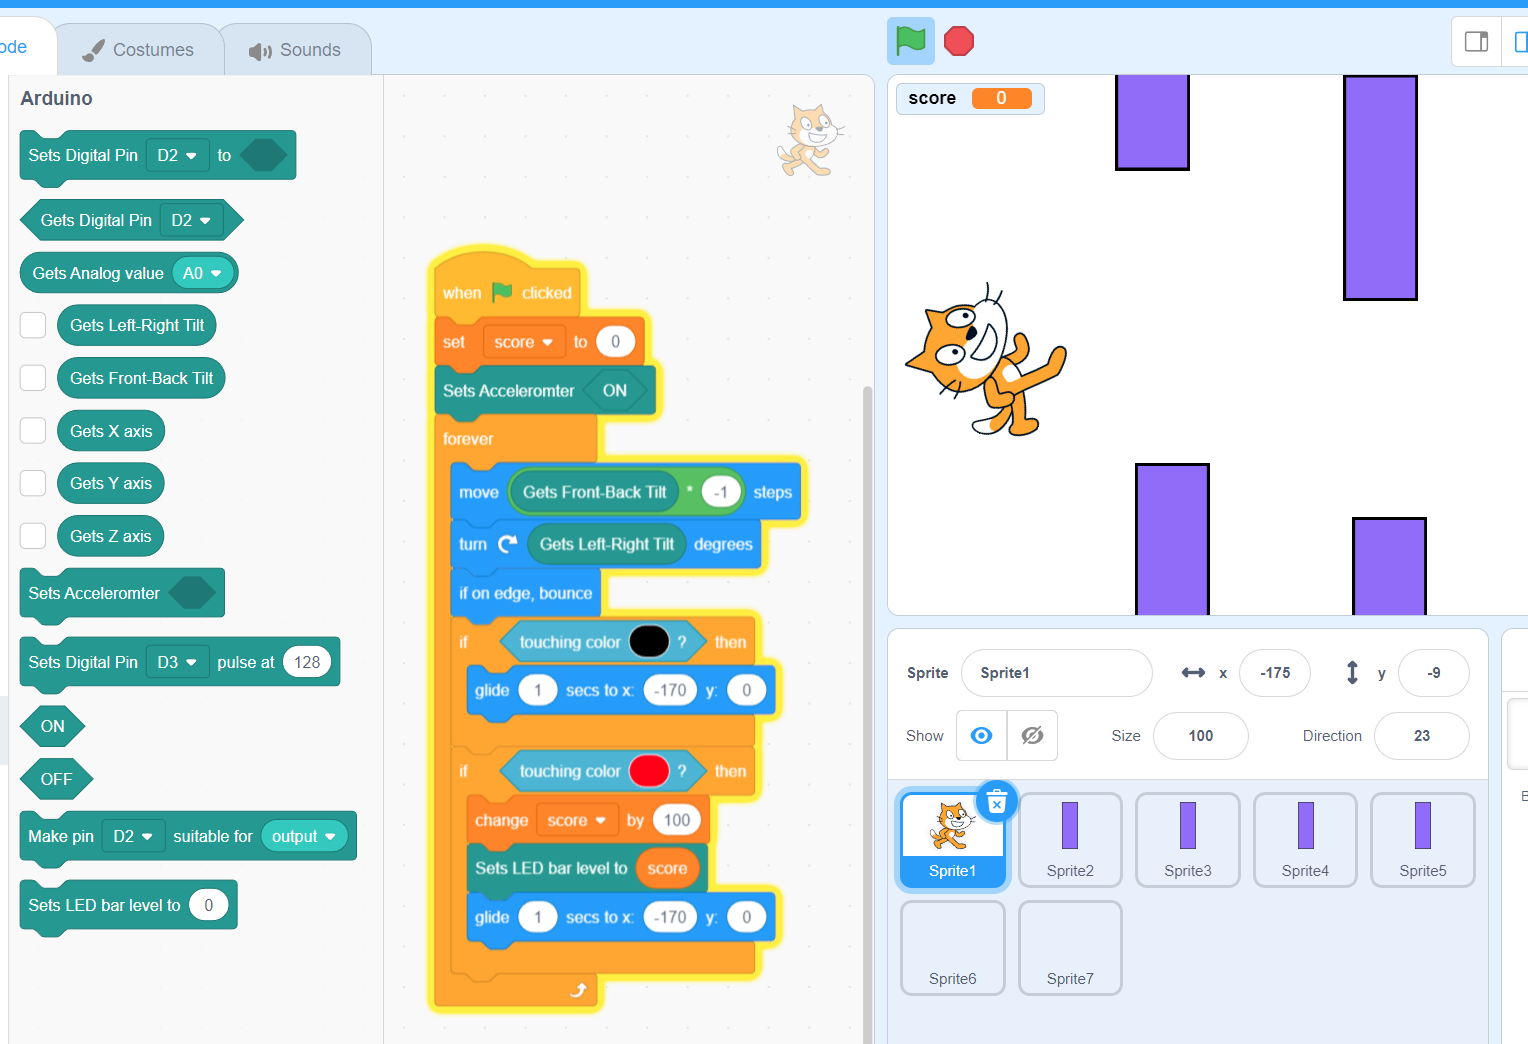 ode
Costumes
Sounds
Arduino
Sets Digital Pin D2 to
Gets Digital Pin D2
Gets Analog value A0
Gets Left-Right Tilt
Gets Front-Back Tilt
Gets X axis
Gets Y axis
Gets Z axis
Sets Acceleromter
Sets Digital Pin D3 pulse at 128
ON
OFF
Make pin D2 suitable for output
Sets LED bar level to 0
when clicked
set score to 0
Sets Acceleromter ON
forever
move Gets Front-Back Tilt * -1 steps
turn Gets Left-Right Tilt degrees
if on edge, bounce
if touching color ? then
glide 1 secs to x: -170 y: 0
if touching color ? then
change score by 100
Sets LED bar level to score
glide 1 secs to x: -170 y: 0
score 0
Sprite Sprite1 x -175 y -9
Show Size 100 Direction 23
Sprite1
Sprite2
Sprite3
Sprite4
Sprite5
Sprite6
Sprite7